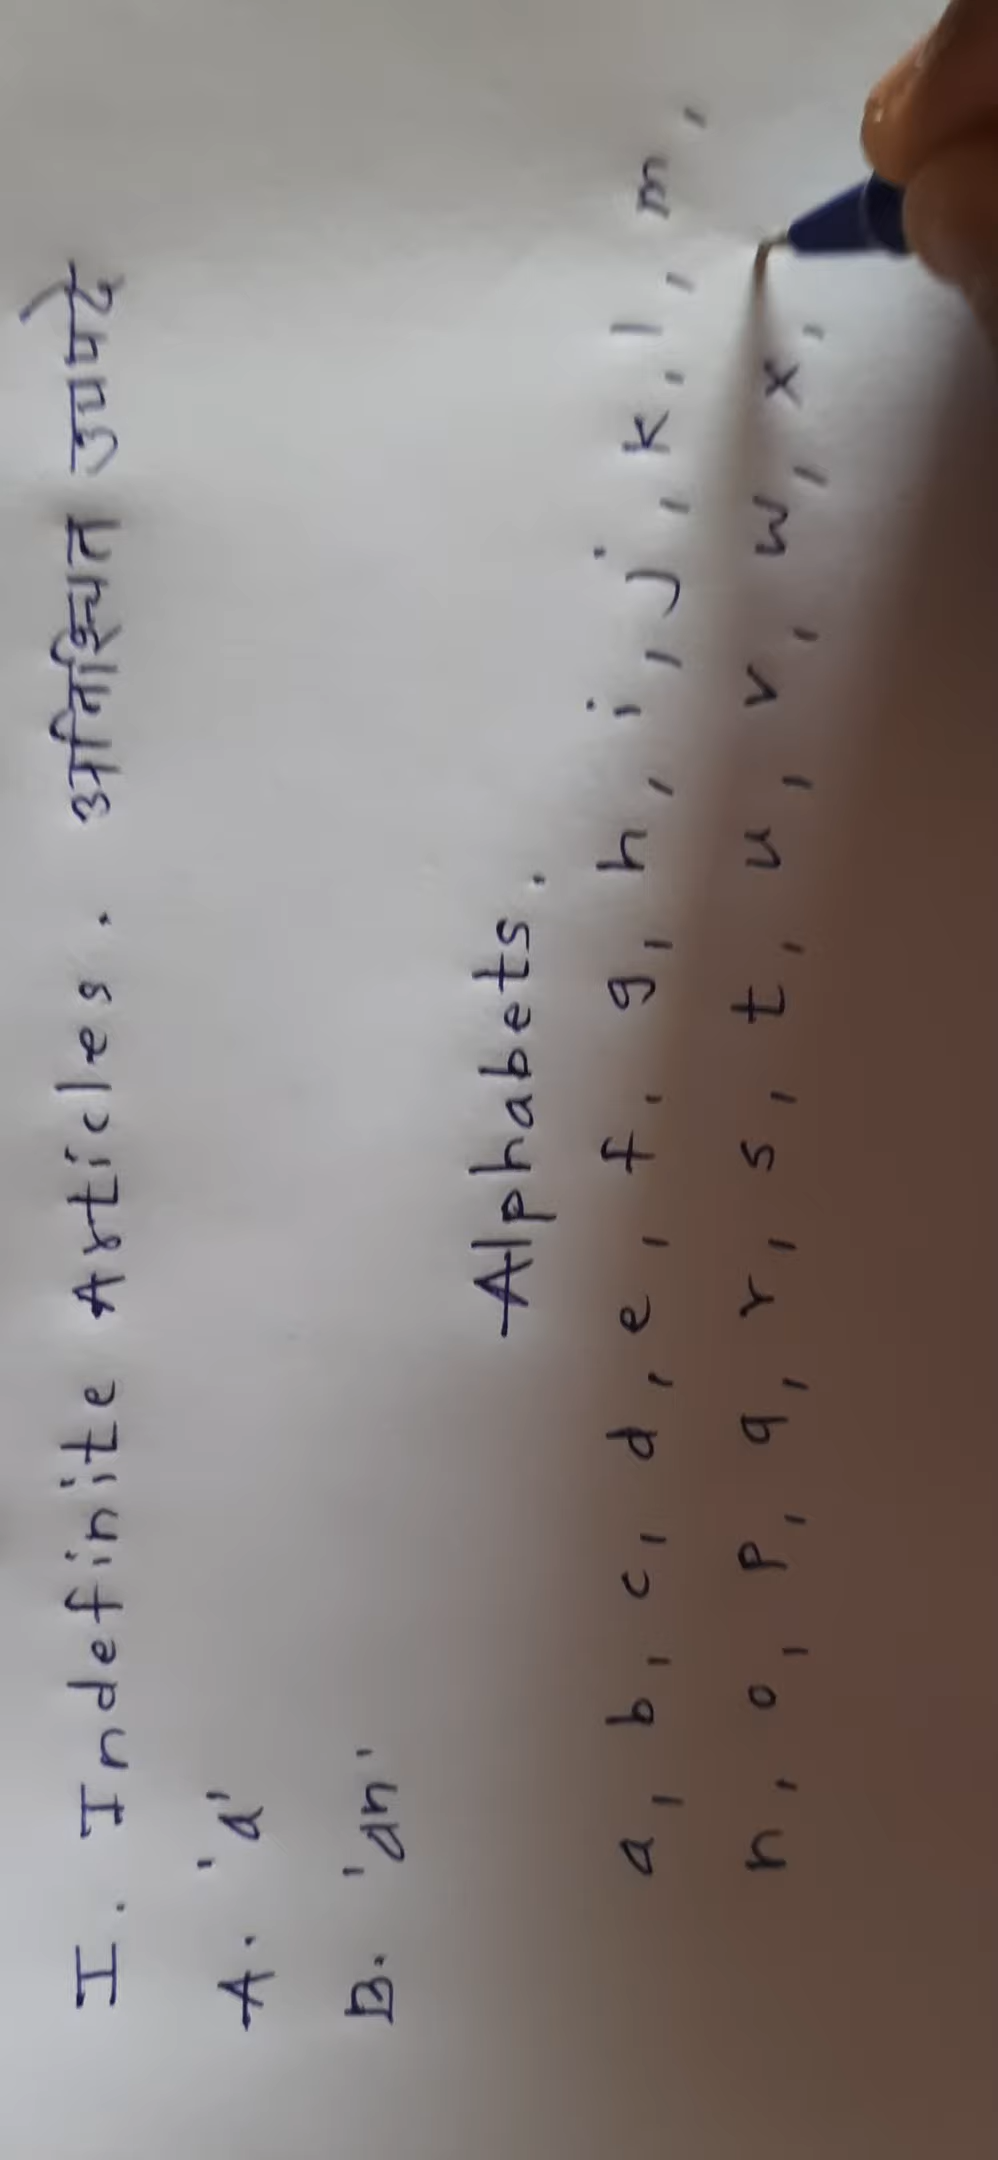 I. Indefinite Articles. अनिश्चित उपपदे
A. 'a'
B. 'an'
Alphabets.
a, b, c, d, e, f, g, h, i, j, k, l, m,
n, o, p, q, r, s, t, u, v, w, x,